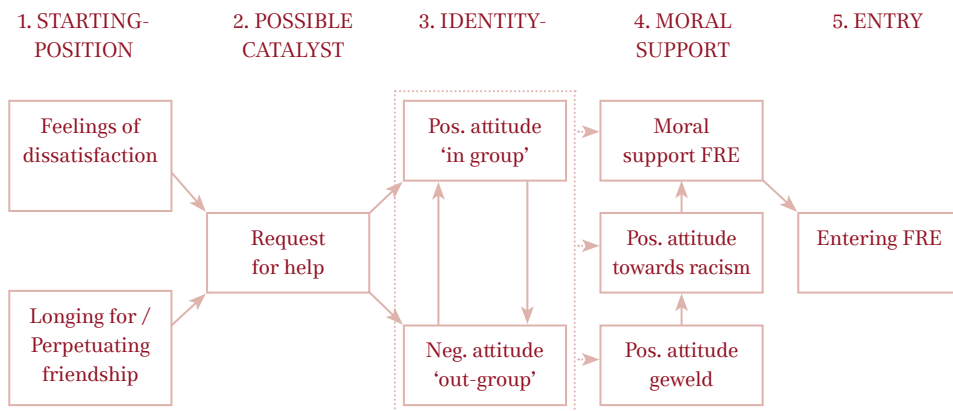 1. STARTING-
POSITION
2. POSSIBLE
CATALYST
3. IDENTITY-
4. MORAL
SUPPORT
5. ENTRY
Feelings of
dissatisfaction
Longing for /
Perpetuating
friendship
Request
for help
Pos. attitude
‘in group’
Neg. attitude
‘out-group’
Moral
support FRE
Pos. attitude
towards racism
Pos. attitude
geweld
Entering FRE